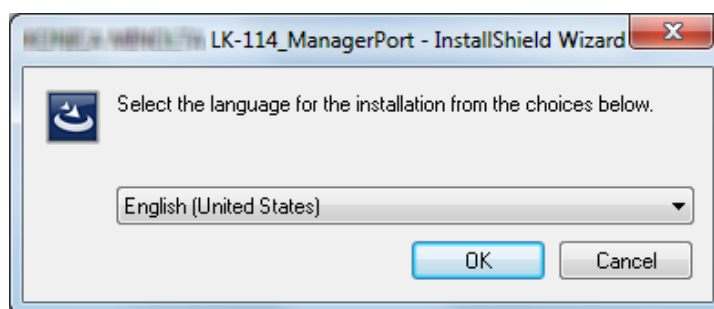 LK-114_ManagerPort - InstallShield Wizard
Select the language for the installation from the choices below.
English (United States)
OK Cancel